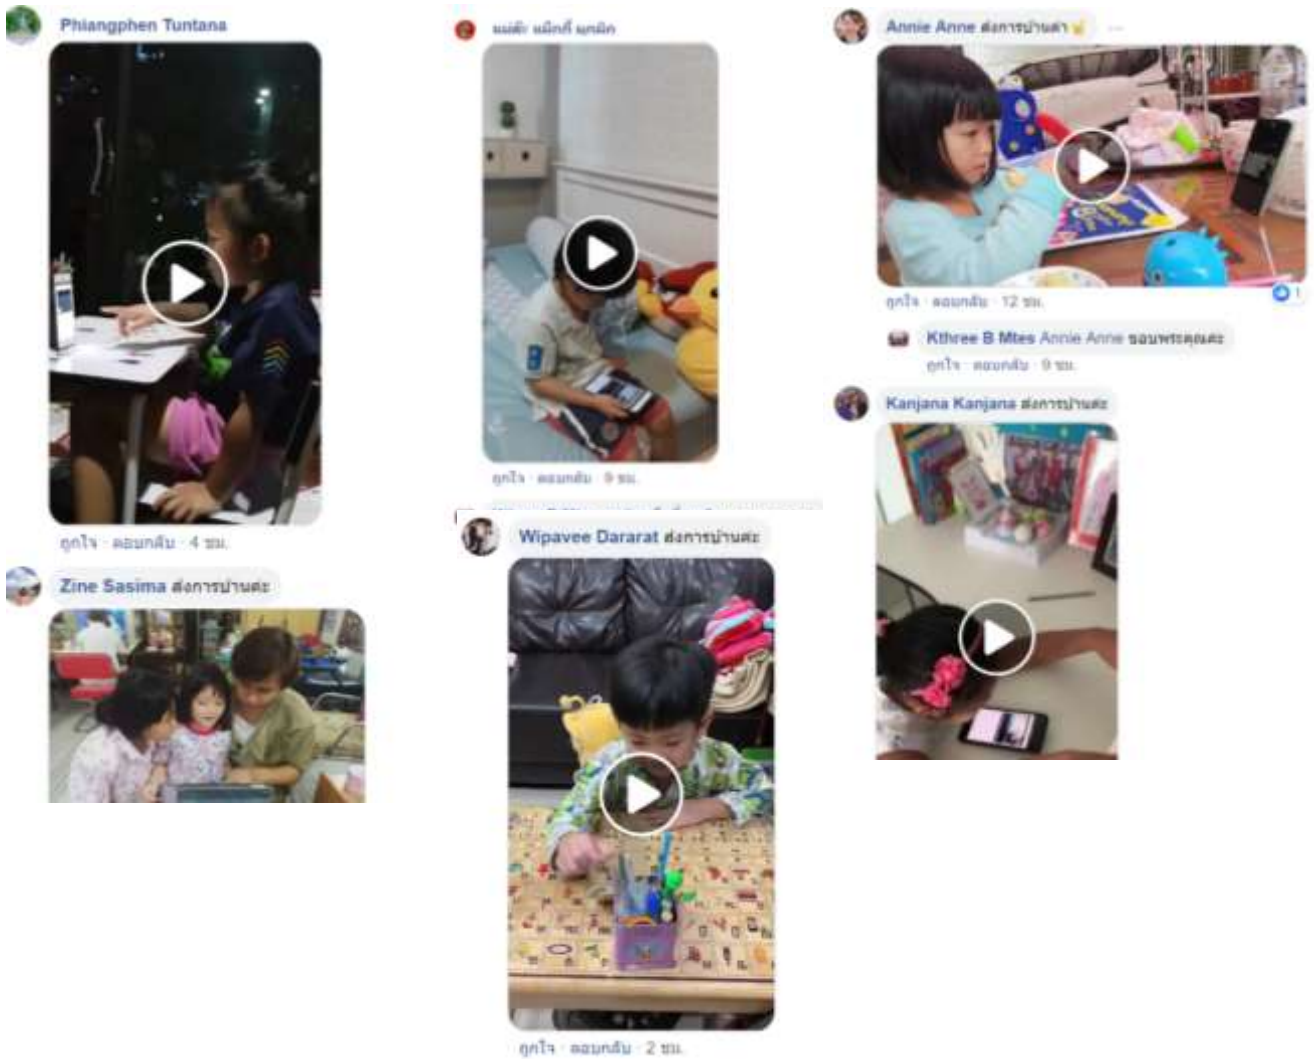 Phiangphen Tuntana
ถูกใจ · ตอบกลับ · 4 ชม.
Zine Sasima ส่งการบ้านค่ะ
ถูกใจ · ตอบกลับ · 9 ชม.
Wipavee Dararat ส่งการบ้านค่ะ
ถูกใจ · ตอบกลับ · 2 ชม.
Annie Anne ส่งการบ้านค่า
ถูกใจ · ตอบกลับ · 12 ชม.
1
Kthree B Mtes Annie Anne ขอบพระคุณค่ะ
ถูกใจ · ตอบกลับ · 9 ชม.
Kanjana Kanjana ส่งการบ้านค่ะ